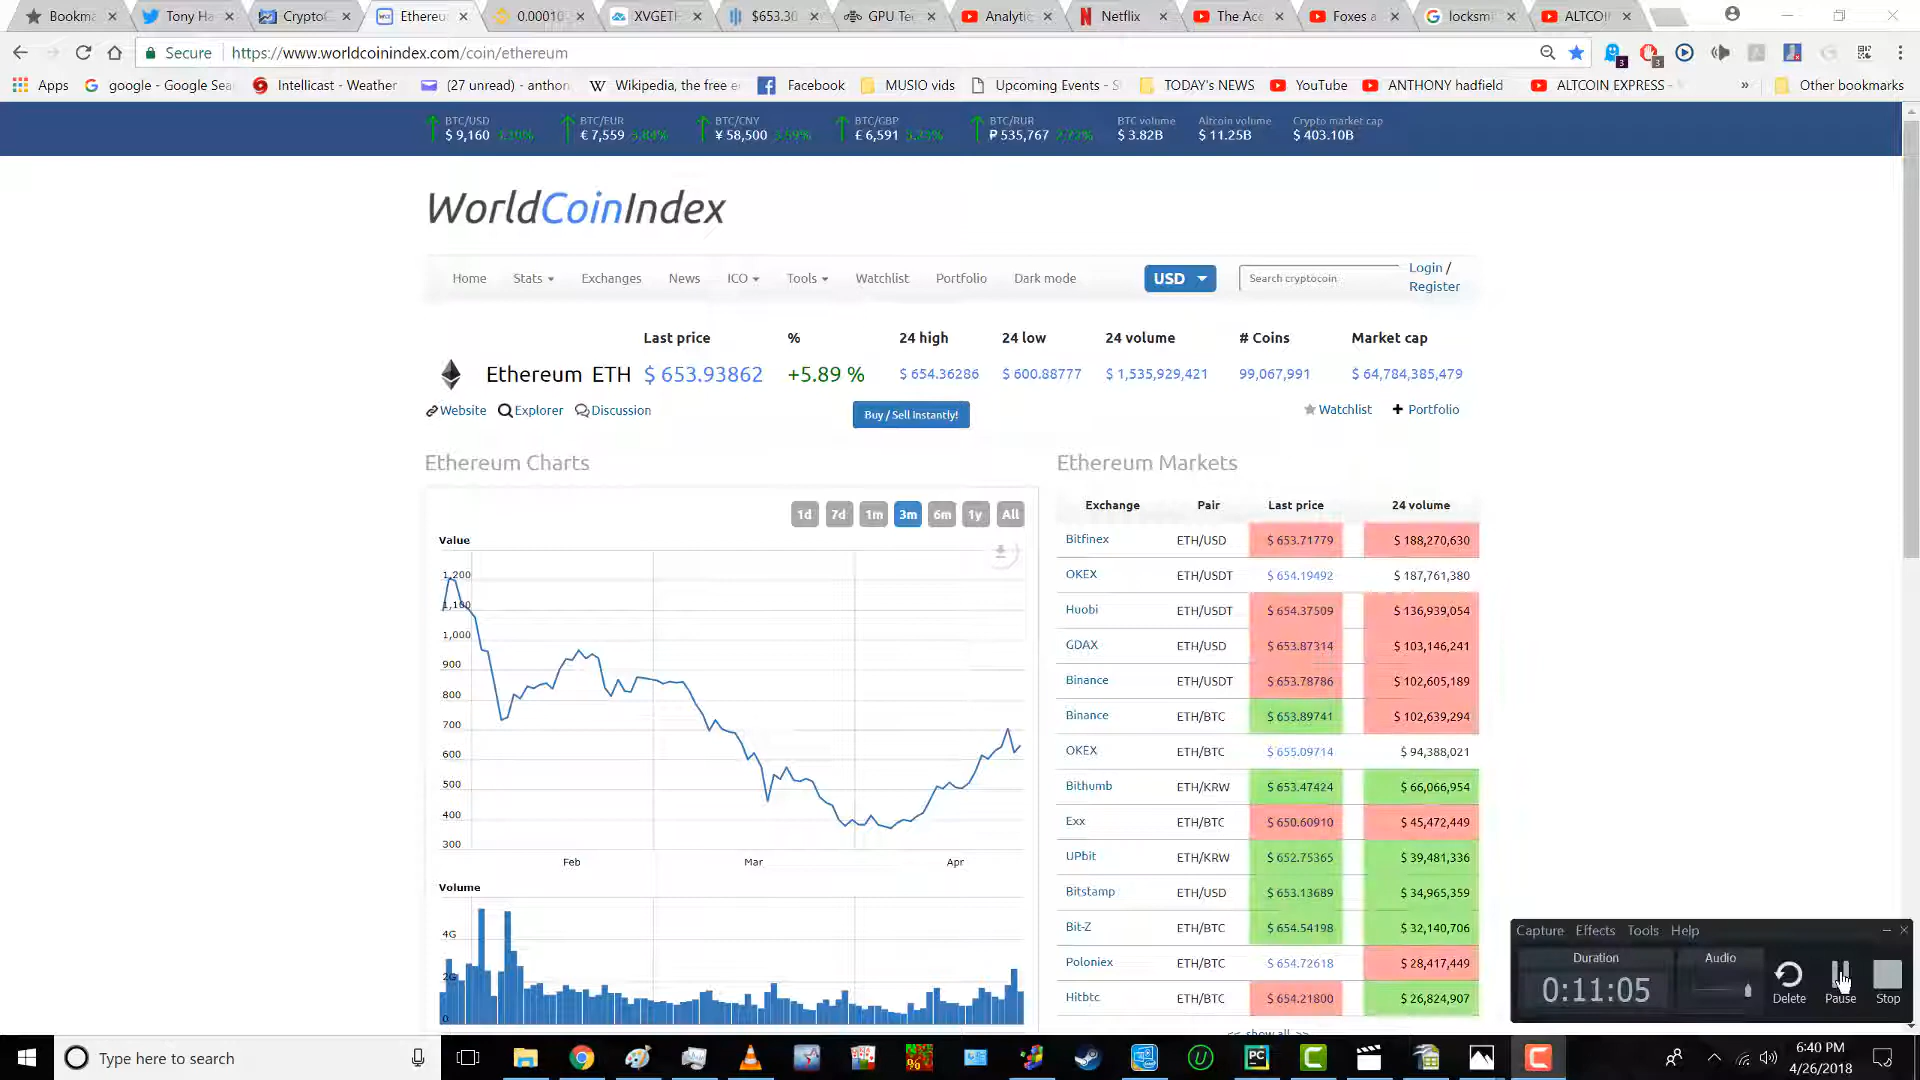 Bookma Tony Ha Crypto Ethereu 0.00010 XVGETH $653.30 GPU Te Analytic Netflix The Ace Foxes a locksm ALTCOI
Secure https://www.worldcoinindex.com/coin/ethereum
Apps google - Google Sea Intellicast - Weather (27 unread) - anthon Wikipedia, the free e Facebook MUSIO vids Upcoming Events - S TODAY's NEWS YouTube ANTHONY hadfield ALTCOIN EXPRESS - » Other bookmarks
BTC/USD BTC/EUR BTC/CNY BTC/GBP BTC/RUR BTC volume Altcoin volume Crypto market cap
$ 9,160 € 7,559 ¥ 58,500 £ 6,591 ₽ 535,767 $ 3.82B $ 11.25B $ 403.10B
WorldCoinIndex
Home Stats Exchanges News ICO Tools Watchlist Portfolio Dark mode USD Search cryptocoin Login /
Register
Last price % 24 high 24 low 24 volume # Coins Market cap
Ethereum ETH $ 653.93862 +5.89 % $ 654.36286 $ 600.88777 $ 1,535,929,421 99,067,991 $ 64,784,385,479
Website Explorer Discussion Buy / Sell Instantly! Watchlist Portfolio
Ethereum Charts
1d 7d 1m 3m 6m 1y All
Value
1,200
1,100
1,000
900
800
700
600
500
400
300
Feb Mar Apr
Volume
4G
2G
0
Ethereum Markets
Exchange Pair Last price 24 volume
Bitfinex ETH/USD $ 653.71779 $ 188,270,630
OKEX ETH/USDT $ 654.19492 $ 187,761,380
Huobi ETH/USDT $ 654.37509 $ 136,939,054
GDAX ETH/USD $ 653.87314 $ 103,146,241
Binance ETH/USDT $ 653.78786 $ 102,605,189
Binance ETH/BTC $ 653.89741 $ 102,639,294
OKEX ETH/BTC $ 655.09714 $ 94,388,021
Bithumb ETH/KRW $ 653.47424 $ 66,066,954
Exx ETH/BTC $ 650.60910 $ 45,472,449
UPbit ETH/KRW $ 652.75365 $ 39,481,336
Bitstamp ETH/USD $ 653.13689 $ 34,965,359
Bit-Z ETH/BTC $ 654.54198 $ 32,140,706
Poloniex ETH/BTC $ 654.72618 $ 28,417,449
Hitbtc ETH/BTC $ 654.21800 $ 26,824,907
<< show all >>
Capture Effects Tools Help
Duration Audio
0:11:05
Delete Pause Stop
Type here to search
6:40 PM
4/26/2018